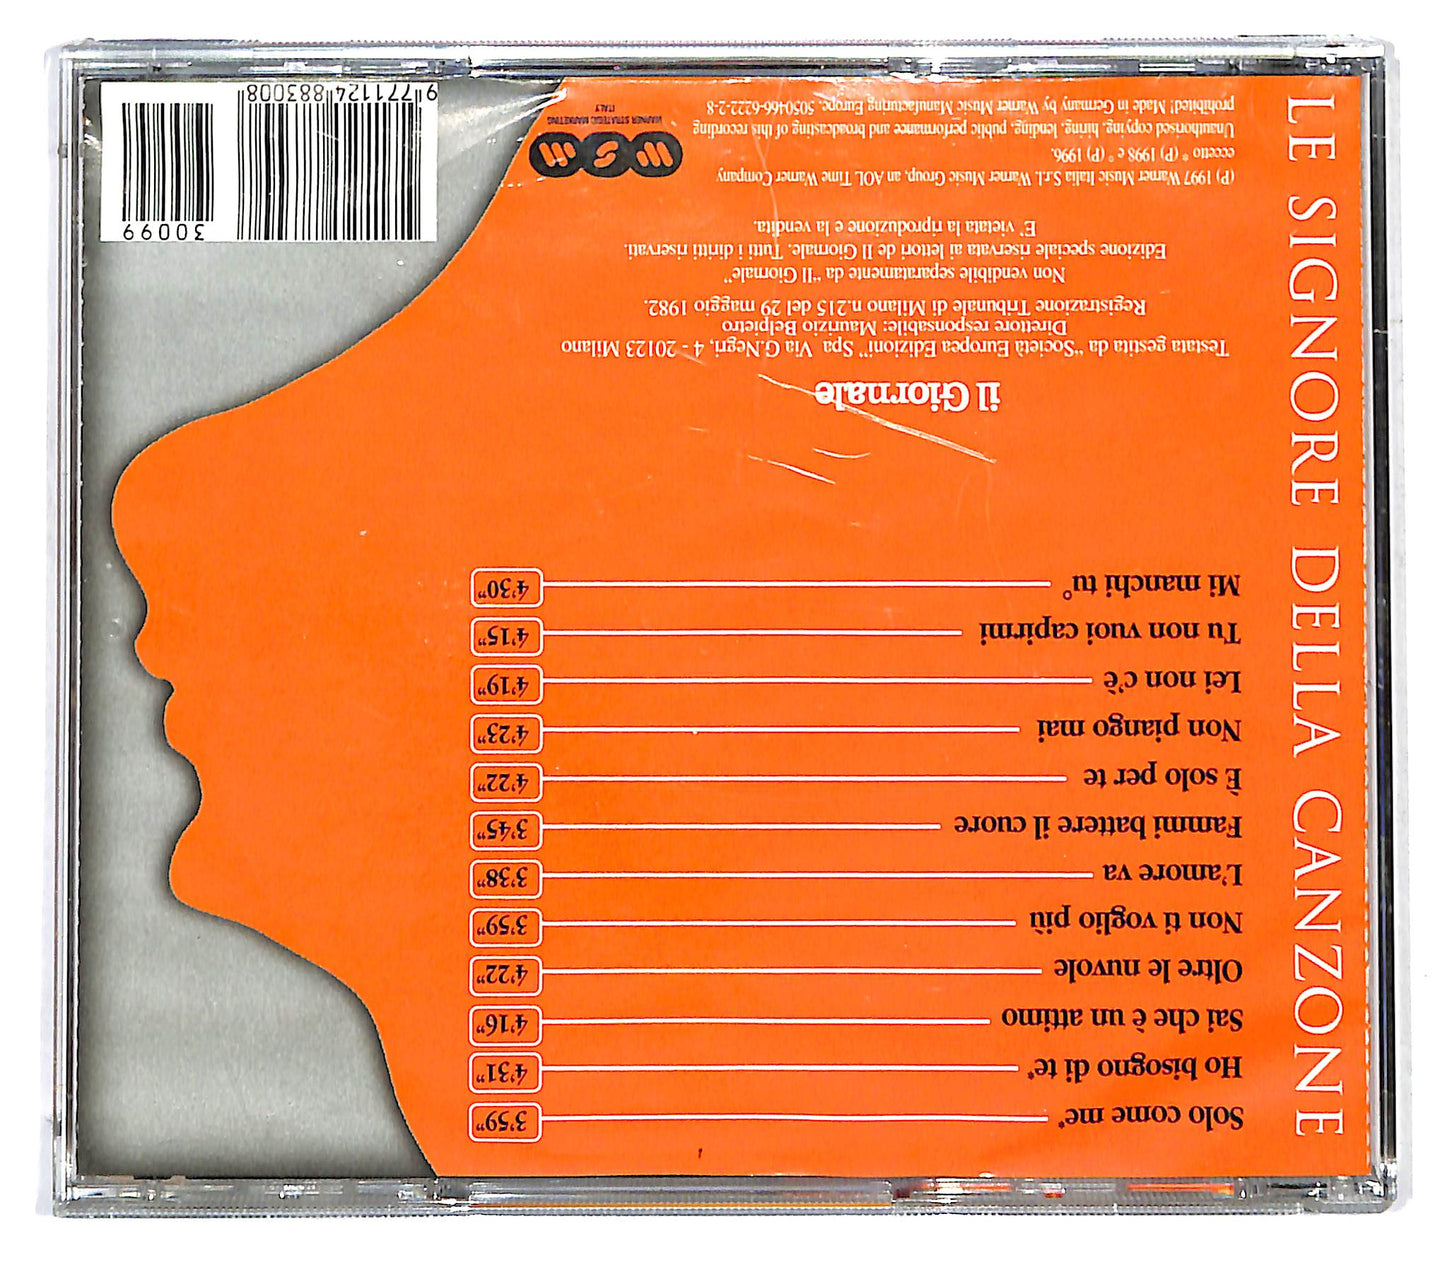 LE SIGNORE DELLA CANZONE
Solo come me* 3'59"
Ho bisogno di te* 4'31"
Sai che è un attimo 4'16"
Oltre le nuvole 4'22"
Non ti voglio più 3'59"
L'amore va 3'38"
Fammi battere il cuore 3'45"
È solo per te 4'22"
Non piango mai 4'23"
Lei non c'è 4'19"
Tu non vuoi capirmi 4'15"
Mi manchi tu° 4'30"
il Giornale
Testata gestita da “Società Europea Edizioni” Spa Via G.Negri, 4 - 20123 Milano
Direttore responsabile: Maurizio Belpietro
Registrazione Tribunale di Milano n.215 del 29 maggio 1982.
Non vendibile separatamente da “Il Giornale”
Edizione speciale riservata ai lettori de Il Giornale. Tutti i diritti riservati.
E' vietata la riproduzione e la vendita.
(P) 1997 Warner Music Italia S.r.l. Warner Music Group, an AOL Time Warner Company
eccetto * (P) 1998 e ° (P) 1996.
Unauthorised copying, hiring, lending, public performance and broadcasting of this recording
prohibited! Made in Germany by Warner Music Manufacturing Europe. 5050466-6222-2-8
wsm
WARNER STRATEGIC MARKETING
ITALY
30099
9 771124 883008